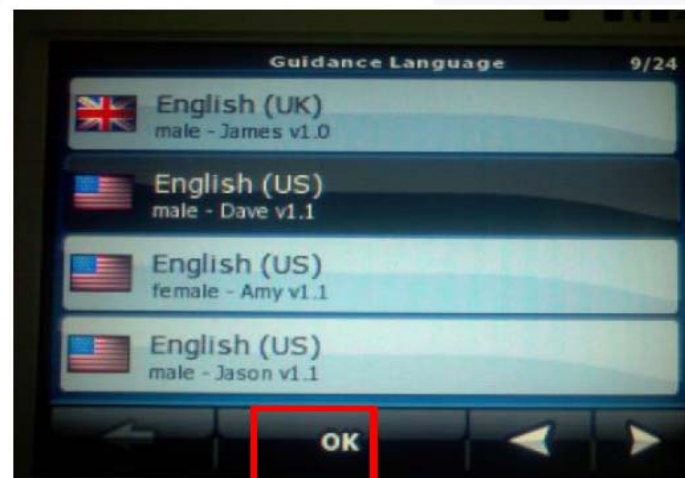 Guidance Language 9/24
English (UK)
male - James v1.0
English (US)
male - Dave v1.1
English (US)
female - Amy v1.1
English (US)
male - Jason v1.1
OK